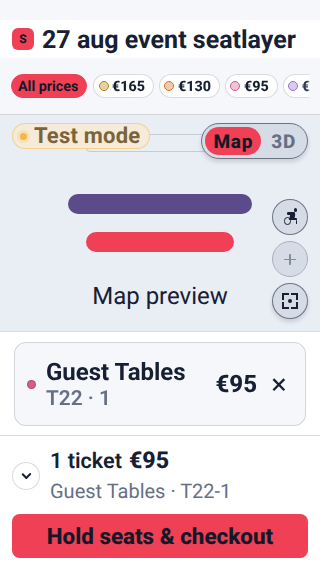 S 27 aug event seatlayer
All prices €165 €130 €95 €
Test mode Map 3D
Map preview
Guest Tables
T22 · 1
€95 ×
1 ticket €95
Guest Tables · T22-1
Hold seats & checkout